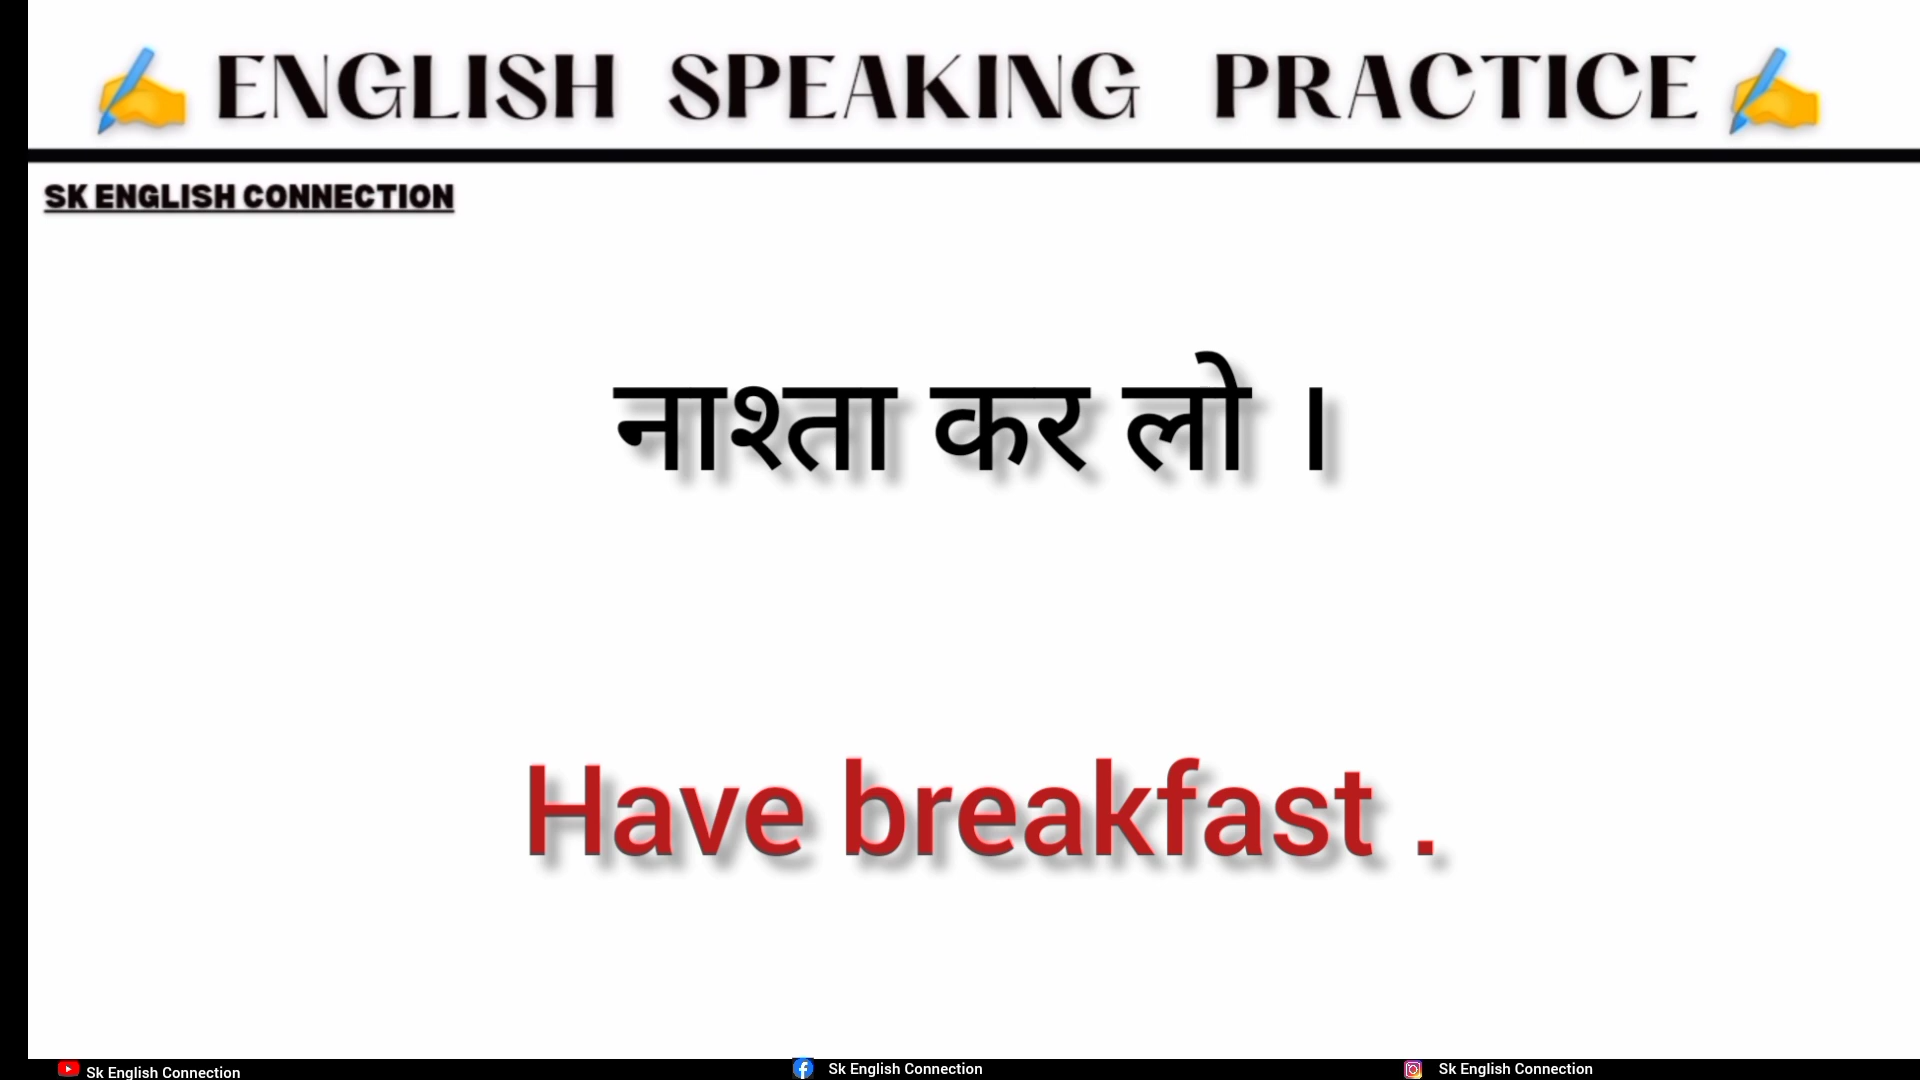 ✍️ ENGLISH SPEAKING PRACTICE ✍️
SK ENGLISH CONNECTION
नाश्ता कर लो ।
Have breakfast .
Sk English Connection Sk English Connection Sk English Connection